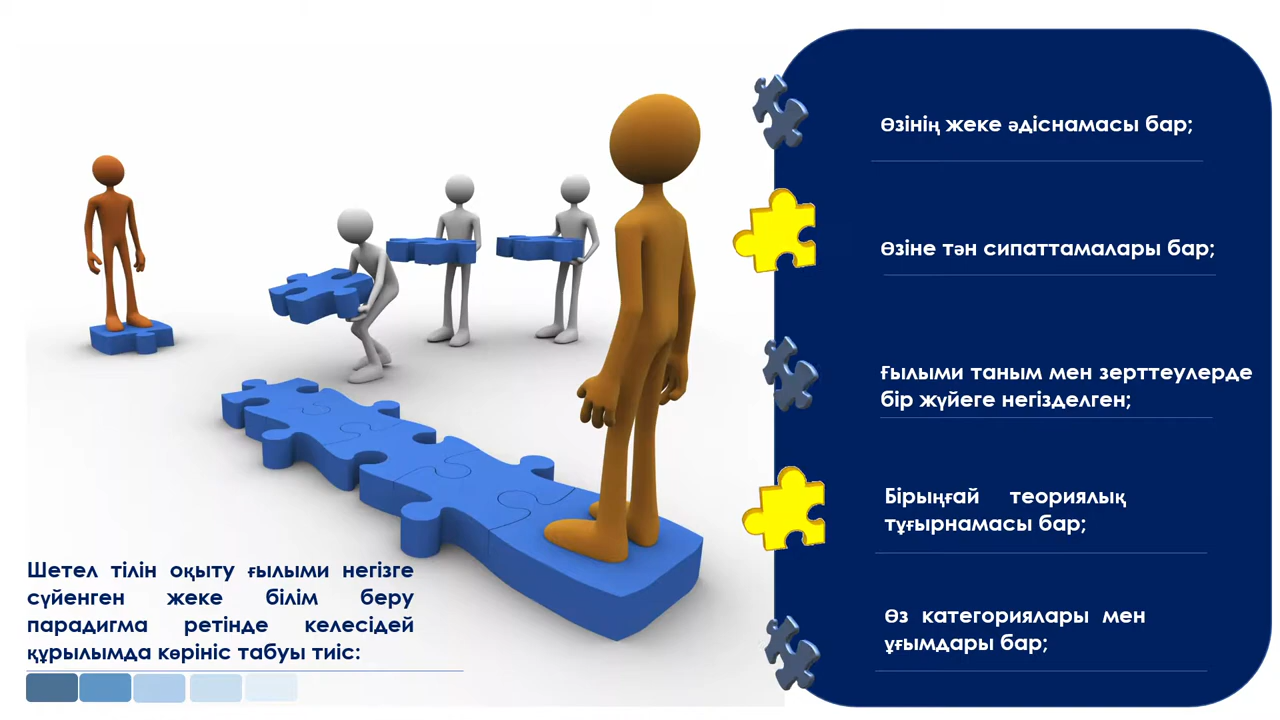 Шетел тілін оқыту ғылыми негізге
сүйенген жеке білім беру
парадигма ретінде келесідей
құрылымда көрініс табуы тиіс:
Өзінің жеке әдіснамасы бар;
Өзіне тән сипаттамалары бар;
Ғылыми таным мен зерттеулерде
бір жүйеге негізделген;
Бірыңғай теориялық
тұғырнамасы бар;
Өз категориялары мен
ұғымдары бар;